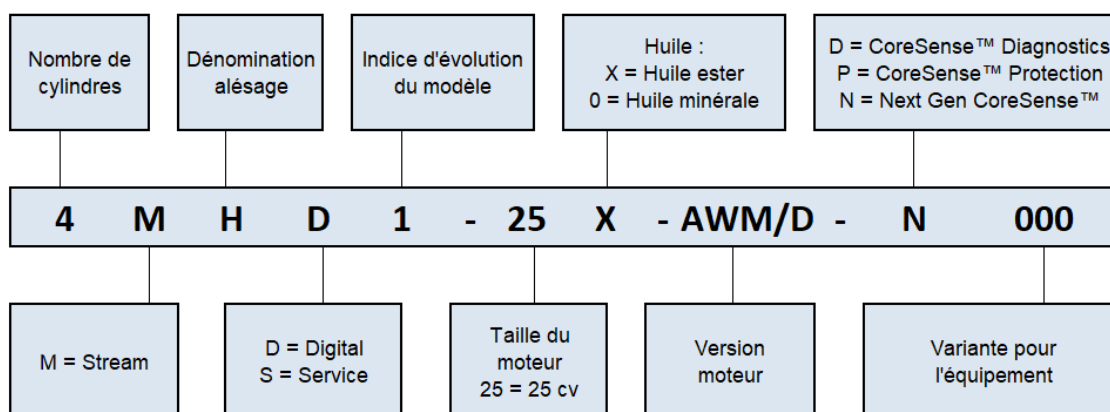 Nombre de
cylindres
Dénomination
alésage
Indice d'évolution
du modèle
Huile :
X = Huile ester
0 = Huile minérale
D = CoreSense™ Diagnostics
P = CoreSense™ Protection
N = Next Gen CoreSense™
4 M H D 1 - 25 X - AWM/D - N 000
M = Stream
D = Digital
S = Service
Taille du
moteur
25 = 25 cv
Version
moteur
Variante pour
l'équipement